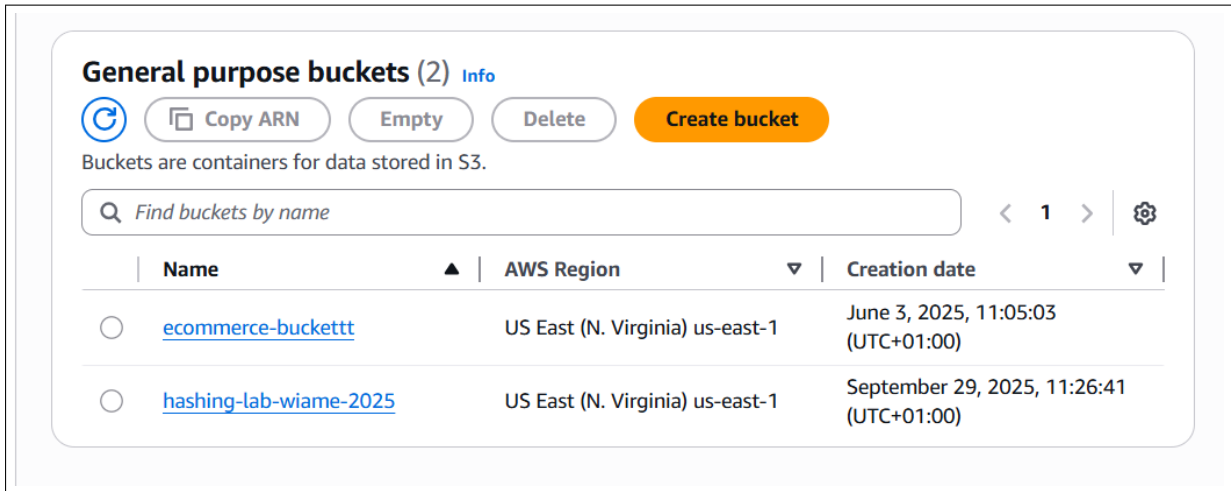 General purpose buckets (2) Info
Copy ARN Empty Delete Create bucket
Buckets are containers for data stored in S3.
Find buckets by name 1
Name AWS Region Creation date
ecommerce-buckettt US East (N. Virginia) us-east-1 June 3, 2025, 11:05:03
(UTC+01:00)
hashing-lab-wiame-2025 US East (N. Virginia) us-east-1 September 29, 2025, 11:26:41
(UTC+01:00)